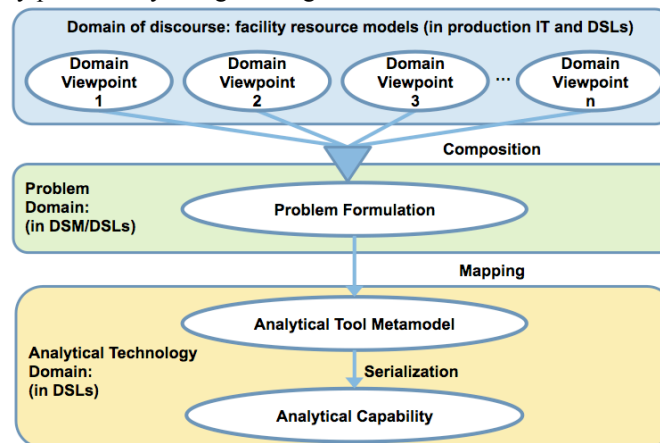 Domain of discourse: facility resource models (in production IT and DSLs)
Domain
Viewpoint
1
Domain
Viewpoint
2
Domain
Viewpoint
3
...
Domain
Viewpoint
n
Composition
Problem
Domain:
(in DSM/DSLs)
Problem Formulation
Mapping
Analytical Tool Metamodel
Analytical Technology
Domain:
(in DSLs)
Serialization
Analytical Capability